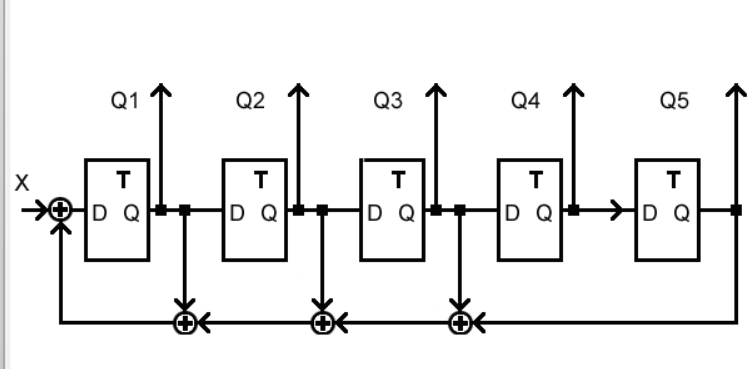 Q1 Q2 Q3 Q4 Q5
X
T T T T T
D Q D Q D Q D Q D Q